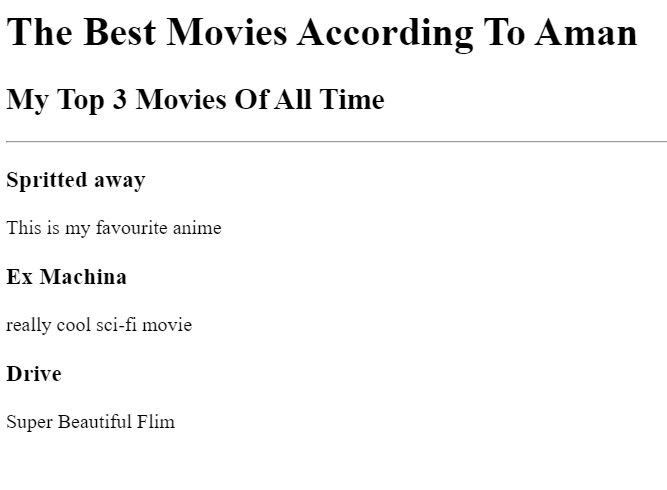 The Best Movies According To Aman
My Top 3 Movies Of All Time
Spritted away
This is my favourite anime
Ex Machina
really cool sci-fi movie
Drive
Super Beautiful Flim